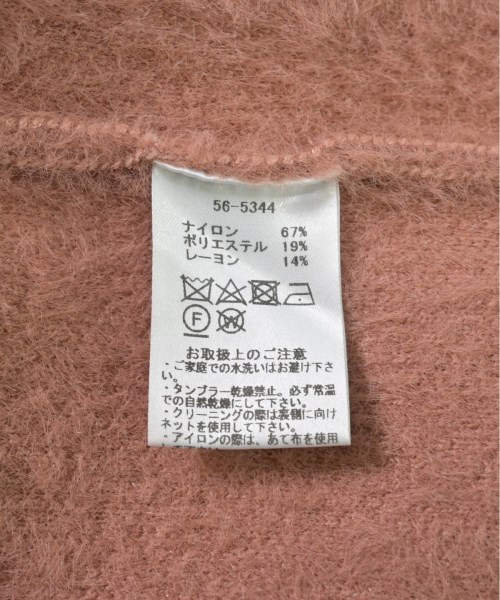 56-5344
ナイロン 67%
ポリエステル 19%
レーヨン 14%
F
W
お取扱上のご注意
・ご家庭での水洗いはお避け下さ
い。
・タンブラー乾燥禁止。必ず常温
での自然乾燥にして下さい。
・クリーニングの際は裏側に向け
ネットを使用して下さい。
・アイロンの際は、あて布を使用